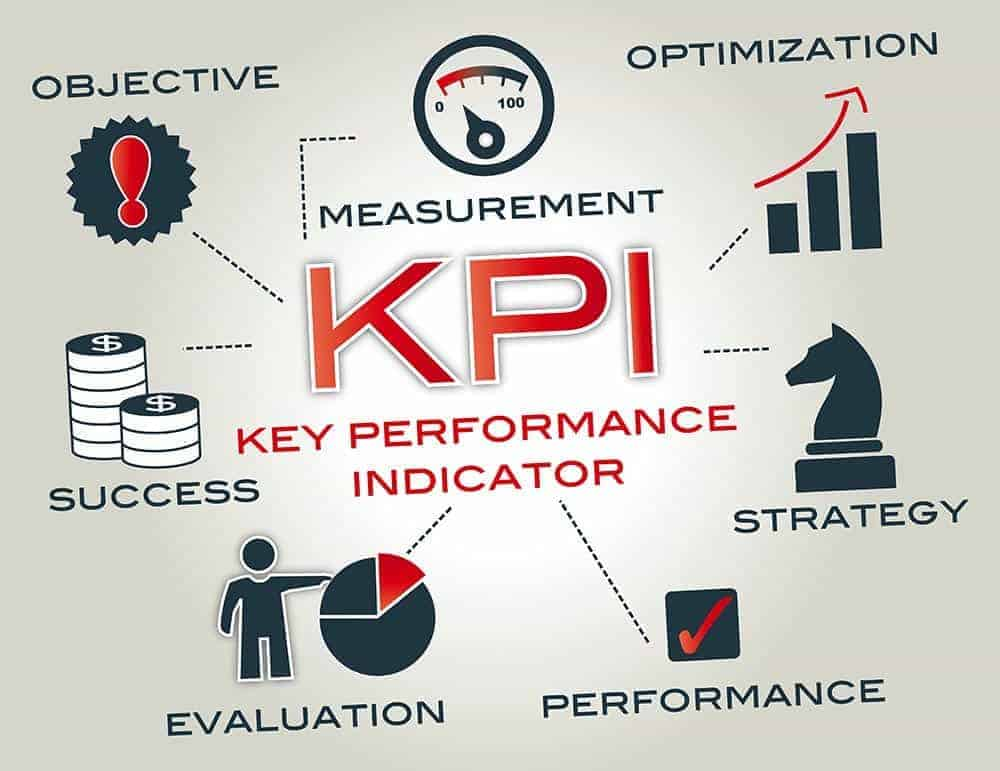 OBJECTIVE
OPTIMIZATION
0
100
MEASUREMENT
KPI
$
$
KEY PERFORMANCE
INDICATOR
SUCCESS
STRATEGY
EVALUATION
PERFORMANCE